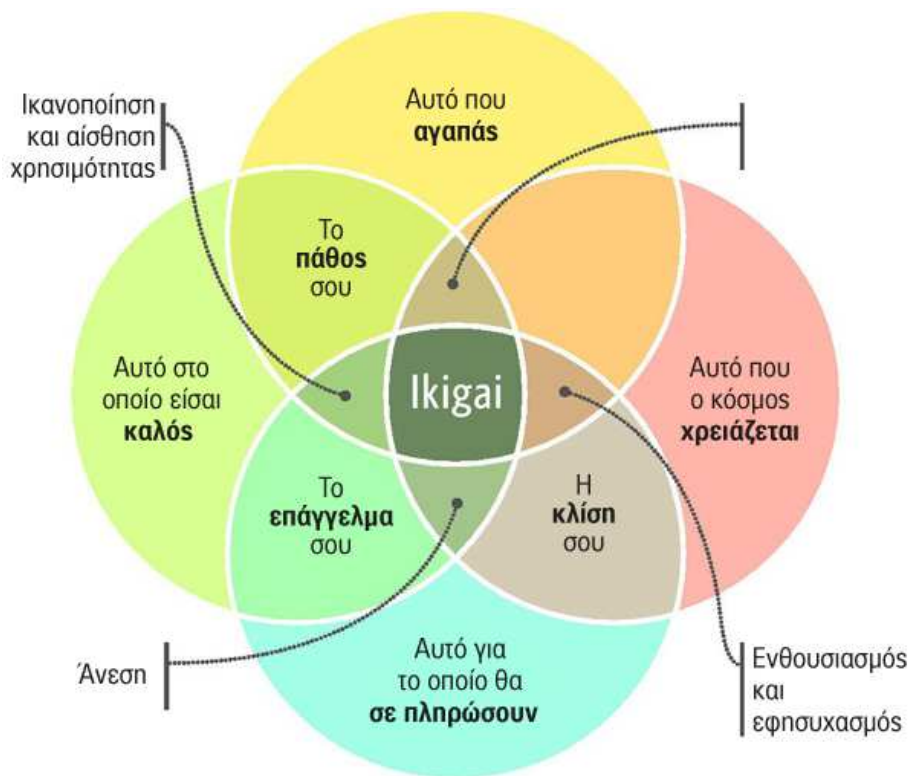 Ικανοποίηση
και αίσθηση
χρησιμότητας
Αυτό που
αγαπάς
Το
πάθος
σου
Αυτό στο
οποίο είσαι
καλός
Ikigai
Αυτό που
ο κόσμος
χρειάζεται
Το
επάγγελμα
σου
Η
κλίση
σου
Άνεση
Αυτό για
το οποίο θα
σε πληρώσουν
Ενθουσιασμός
και
εφησυχασμός